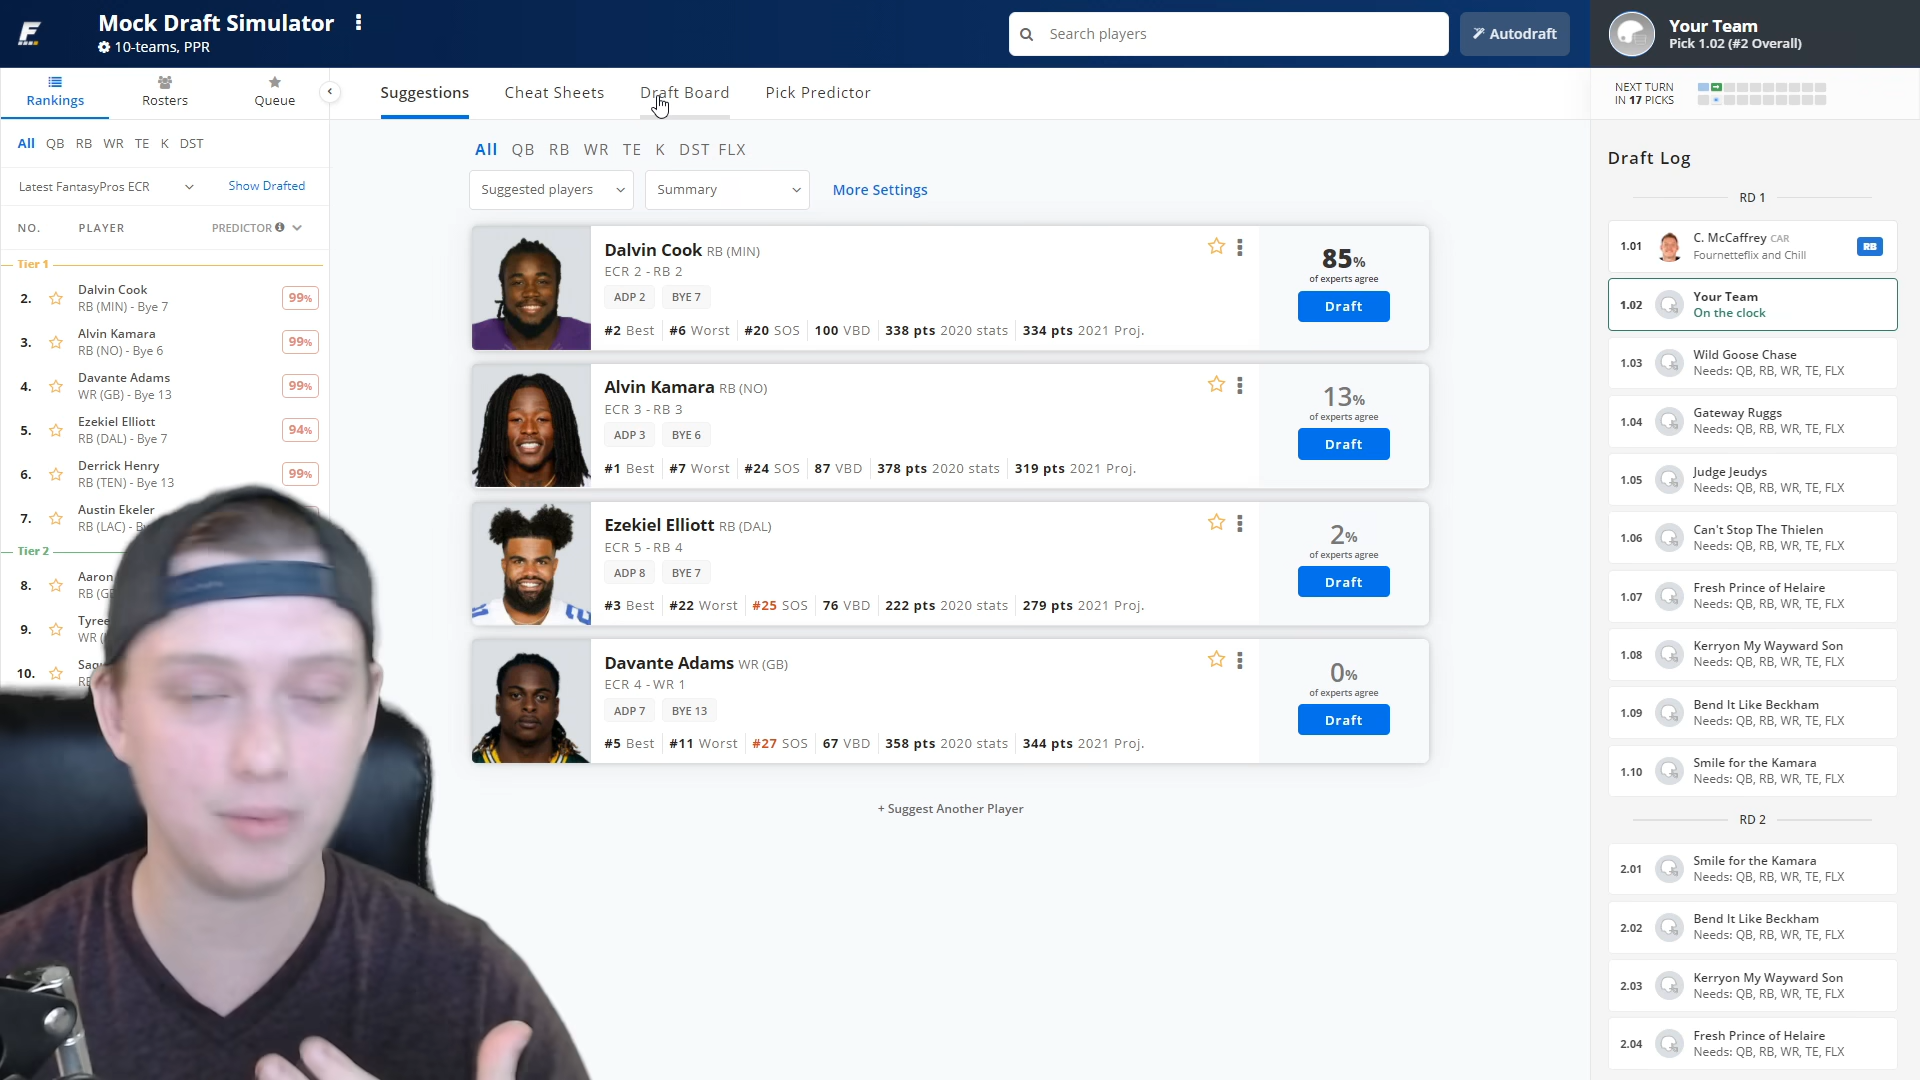 Mock Draft Simulator
10-teams, PPR
Search players
Autodraft
Your Team
Pick 1.02 (#2 Overall)
Rankings
Rosters
Queue
Suggestions
Cheat Sheets
Draft Board
Pick Predictor
NEXT TURN
IN 17 PICKS
All QB RB WR TE K DST
Latest FantasyPros ECR
Show Drafted
NO. PLAYER PREDICTOR
Tier 1
2. Dalvin Cook
RB (MIN) - Bye 7
99%
3. Alvin Kamara
RB (NO) - Bye 6
99%
4. Davante Adams
WR (GB) - Bye 13
99%
5. Ezekiel Elliott
RB (DAL) - Bye 7
94%
6. Derrick Henry
RB (TEN) - Bye 13
99%
7. Austin Ekeler
RB (LAC) -
Tier 2
8. Aaron
RB
9.
WR
10.
All QB RB WR TE K DST FLX
Suggested players
Summary
More Settings
Dalvin Cook RB (MIN)
ECR 2 - RB 2
ADP 2 BYE 7
#2 Best #6 Worst #20 SOS 100 VBD 338 pts 2020 stats 334 pts 2021 Proj.
85%
of experts agree
Draft
Alvin Kamara RB (NO)
ECR 3 - RB 3
ADP 3 BYE 6
#1 Best #7 Worst #24 SOS 87 VBD 378 pts 2020 stats 319 pts 2021 Proj.
13%
of experts agree
Draft
Ezekiel Elliott RB (DAL)
ECR 5 - RB 4
ADP 8 BYE 7
#3 Best #22 Worst #25 SOS 76 VBD 222 pts 2020 stats 279 pts 2021 Proj.
2%
of experts agree
Draft
Davante Adams WR (GB)
ECR 4 - WR 1
ADP 7 BYE 13
#5 Best #11 Worst #27 SOS 67 VBD 358 pts 2020 stats 344 pts 2021 Proj.
0%
of experts agree
Draft
+ Suggest Another Player
Draft Log
RD 1
1.01 C. McCaffrey CAR
Fournetteflix and Chill
RB
1.02 Your Team
On the clock
1.03 Wild Goose Chase
Needs: QB, RB, WR, TE, FLX
1.04 Gateway Ruggs
Needs: QB, RB, WR, TE, FLX
1.05 Judge Jeudys
Needs: QB, RB, WR, TE, FLX
1.06 Can't Stop The Thielen
Needs: QB, RB, WR, TE, FLX
1.07 Fresh Prince of Helaire
Needs: QB, RB, WR, TE, FLX
1.08 Kerryon My Wayward Son
Needs: QB, RB, WR, TE, FLX
1.09 Bend It Like Beckham
Needs: QB, RB, WR, TE, FLX
1.10 Smile for the Kamara
Needs: QB, RB, WR, TE, FLX
RD 2
2.01 Smile for the Kamara
Needs: QB, RB, WR, TE, FLX
2.02 Bend It Like Beckham
Needs: QB, RB, WR, TE, FLX
2.03 Kerryon My Wayward Son
Needs: QB, RB, WR, TE, FLX
2.04 Fresh Prince of Helaire
Needs: QB, RB, WR, TE, FLX